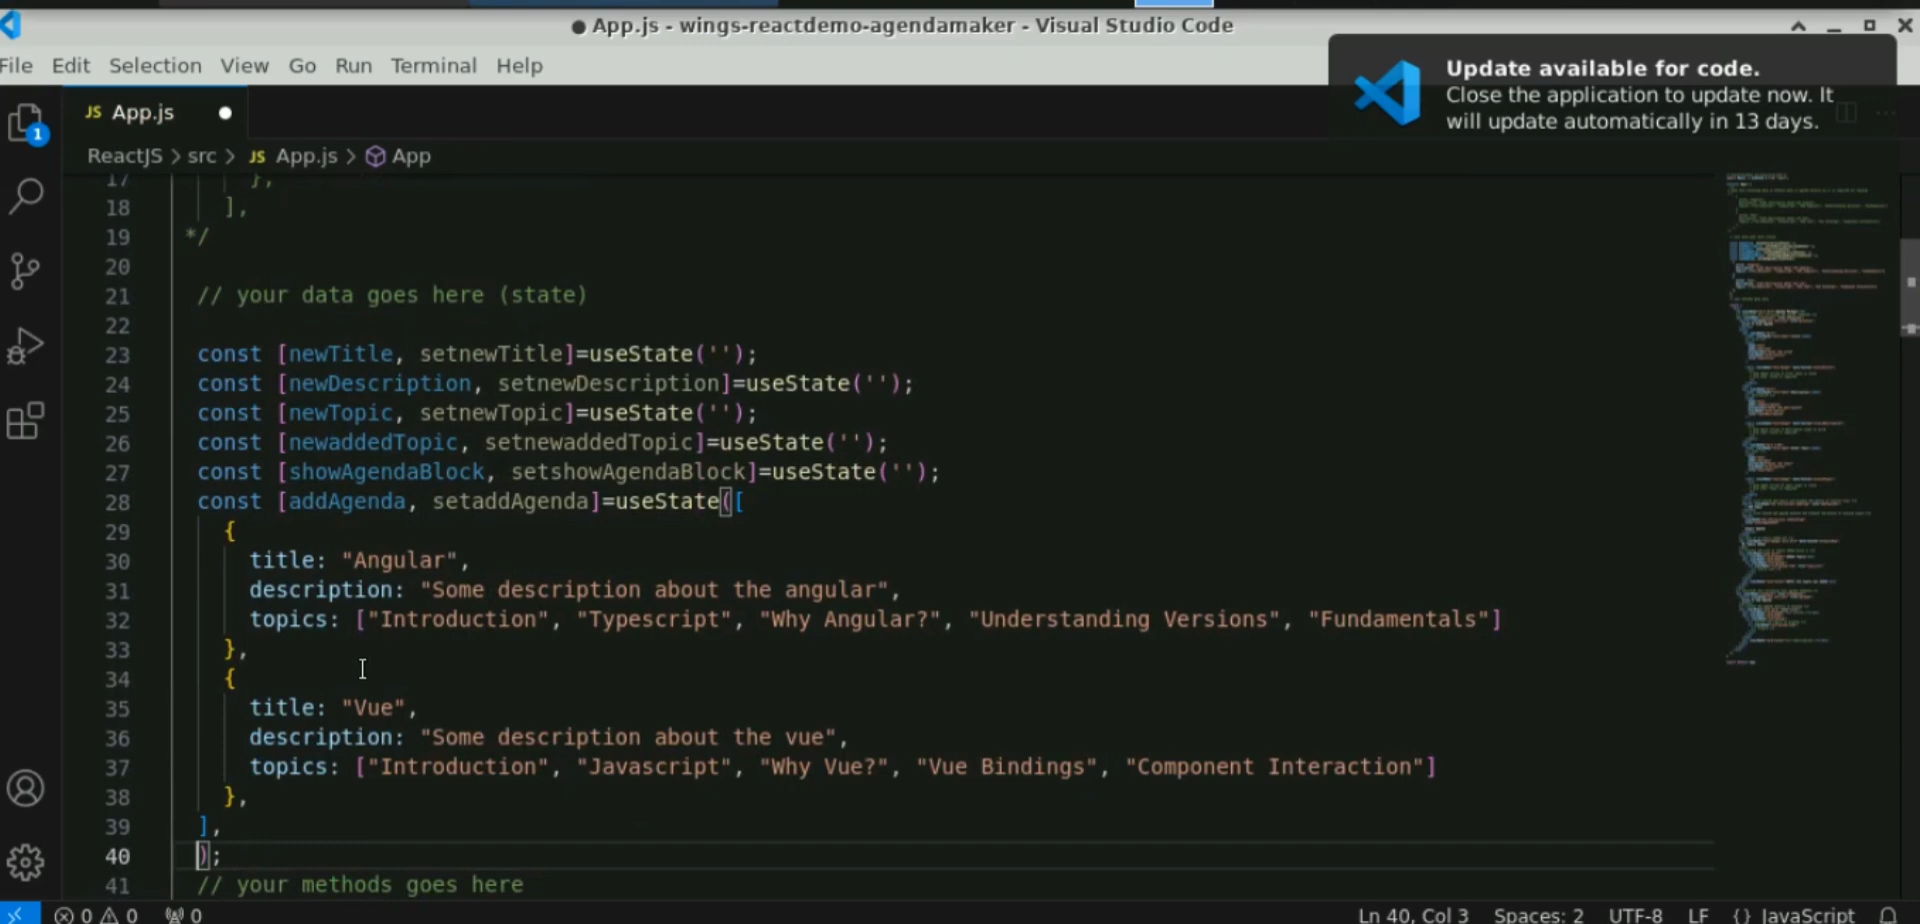 ● App.js - wings-reactdemo-agendamaker - Visual Studio Code
File Edit Selection View Go Run Terminal Help
Update available for code.
Close the application to update now. It
will update automatically in 13 days.
1
JS App.js ●
ReactJS > src > JS App.js > App
17 },
18 ],
19 */
20
21 // your data goes here (state)
22
23 const [newTitle, setnewTitle]=useState('');
24 const [newDescription, setnewDescription]=useState('');
25 const [newTopic, setnewTopic]=useState('');
26 const [newaddedTopic, setnewaddedTopic]=useState('');
27 const [showAgendaBlock, setshowAgendaBlock]=useState('');
28 const [addAgenda, setaddAgenda]=useState([
29 {
30 title: "Angular",
31 description: "Some description about the angular",
32 topics: ["Introduction", "Typescript", "Why Angular?", "Understanding Versions", "Fundamentals"]
33 },
34 {
35 title: "Vue",
36 description: "Some description about the vue",
37 topics: ["Introduction", "Javascript", "Why Vue?", "Vue Bindings", "Component Interaction"]
38 },
39 ],
40 );
41 // your methods goes here
0 0 0 Ln 40, Col 3 Spaces: 2 UTF-8 LF {} JavaScript